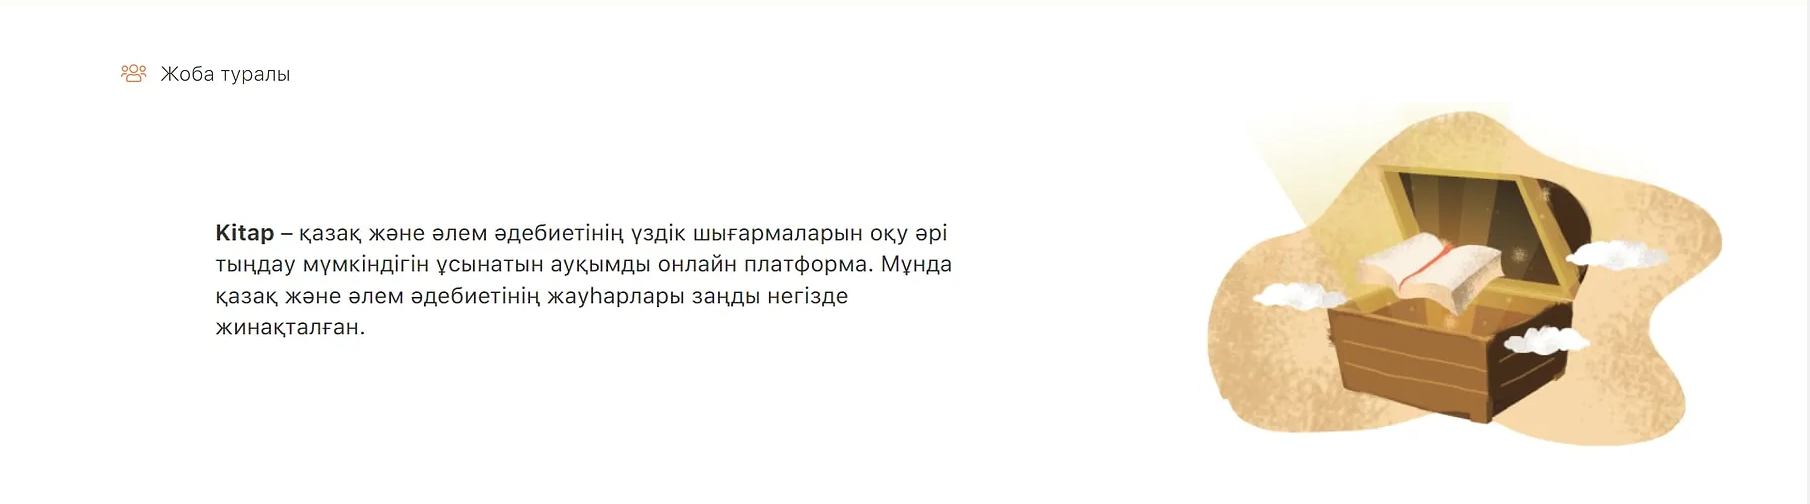 Жоба туралы
Kitap – қазақ және әлем әдебиетінің үздік шығармаларын оқу әрі
тыңдау мүмкіндігін ұсынатын ауқымды онлайн платформа. Мұнда
қазақ және әлем әдебиетінің жауһарлары заңды негізде
жинақталған.